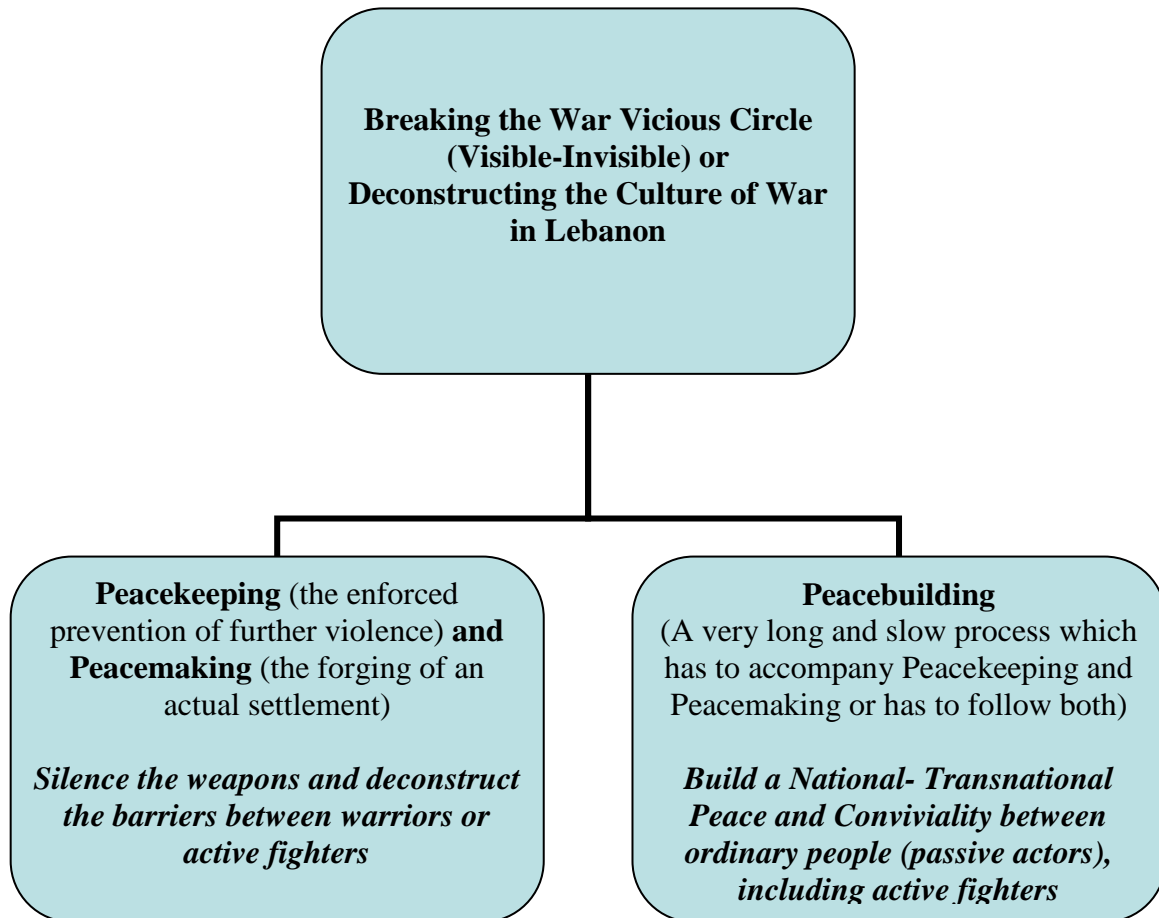 Breaking the War Vicious Circle
(Visible-Invisible) or
Deconstructing the Culture of War
in Lebanon
Peacekeeping (the enforced
prevention of further violence) and
Peacemaking (the forging of an
actual settlement)
Silence the weapons and deconstruct
the barriers between warriors or
active fighters
Peacebuilding
(A very long and slow process which
has to accompany Peacekeeping and
Peacemaking or has to follow both)
Build a National- Transnational
Peace and Conviviality between
ordinary people (passive actors),
including active fighters